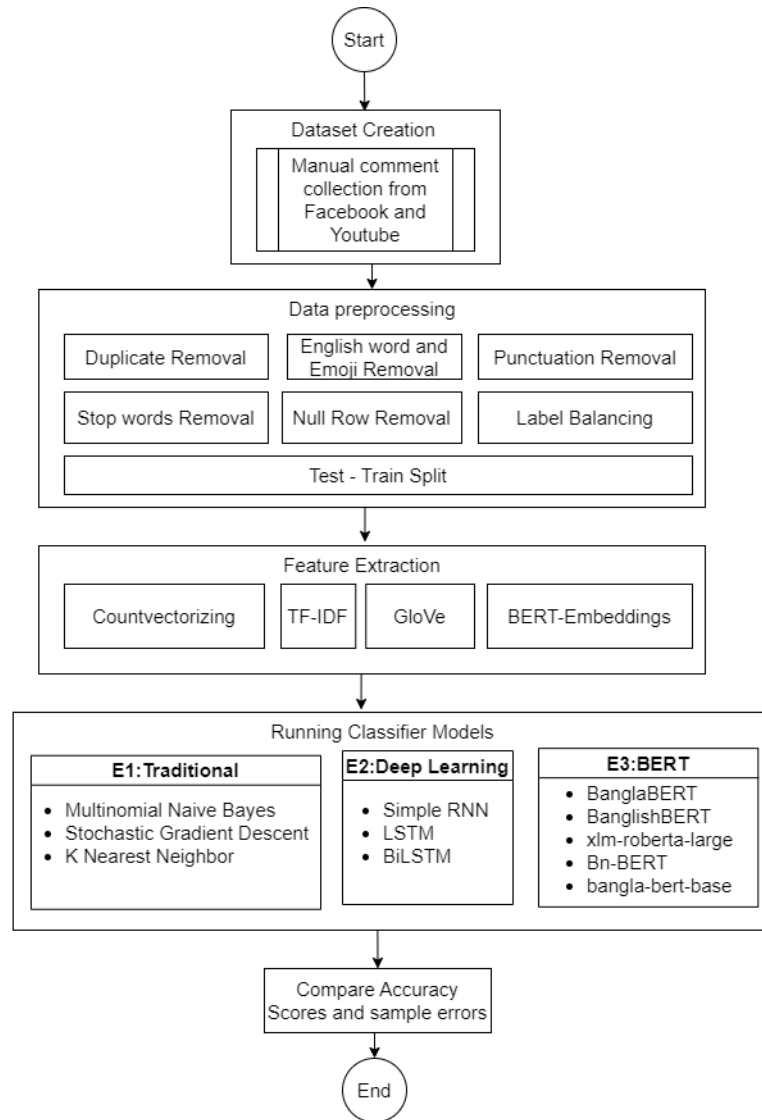 Start
Dataset Creation
Manual comment
collection from
Facebook and
Youtube
Data preprocessing
Duplicate Removal
English word and
Emoji Removal
Punctuation Removal
Stop words Removal
Null Row Removal
Label Balancing
Test - Train Split
Feature Extraction
Countvectorizing
TF-IDF
GloVe
BERT-Embeddings
Running Classifier Models
E1:Traditional
• Multinomial Naive Bayes
• Stochastic Gradient Descent
• K Nearest Neighbor
E2:Deep Learning
• Simple RNN
• LSTM
• BiLSTM
E3:BERT
• BanglaBERT
• BanglishBERT
• xlm-roberta-large
• Bn-BERT
• bangla-bert-base
Compare Accuracy
Scores and sample errors
End